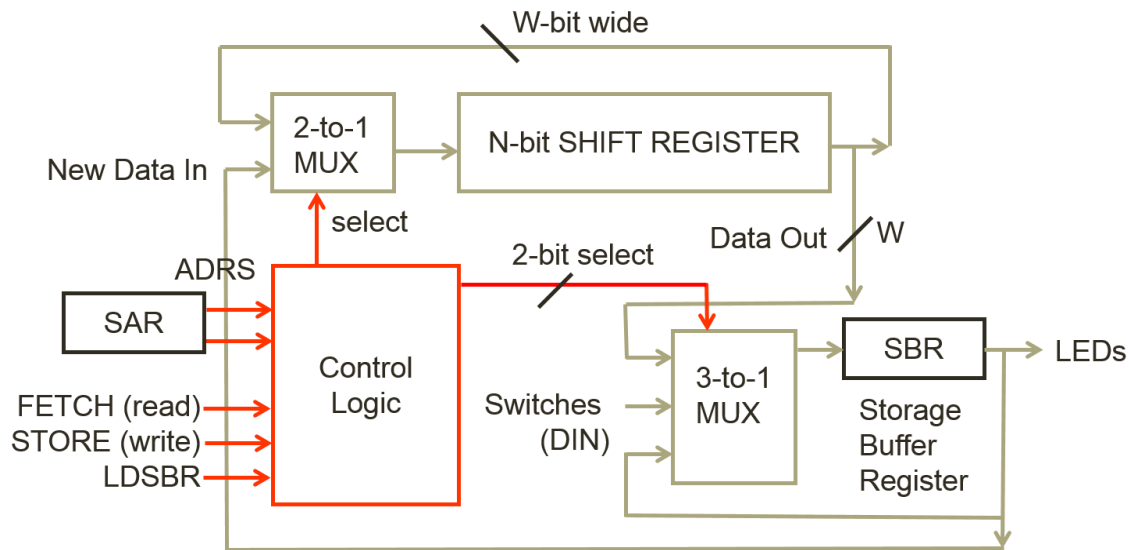 W-bit wide
2-to-1
MUX
N-bit SHIFT REGISTER
New Data In
select
Data Out
W
2-bit select
ADRS
SAR
Control
Logic
SBR
LEDs
3-to-1
MUX
FETCH (read)
STORE (write)
LDSBR
Switches
(DIN)
Storage
Buffer
Register